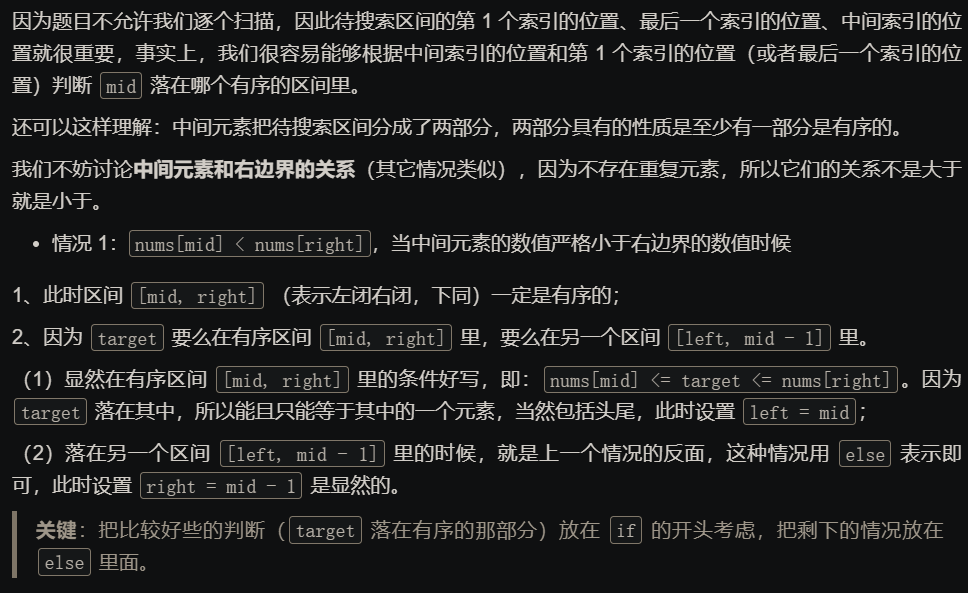 因为题目不允许我们逐个扫描，因此待搜索区间的第 1 个索引的位置、最后一个索引的位置、中间索引的位
置就很重要，事实上，我们很容易能够根据中间索引的位置和第 1 个索引的位置（或者最后一个索引的位
置）判断 mid 落在哪个有序的区间里。
还可以这样理解：中间元素把待搜索区间分成了两部分，两部分具有的性质是至少有一部分是有序的。
我们不妨讨论中间元素和右边界的关系（其它情况类似），因为不存在重复元素，所以它们的关系不是大于
就是小于。
• 情况 1：nums[mid] < nums[right]，当中间元素的数值严格小于右边界的数值时候
1、此时区间 [mid, right] （表示左闭右闭，下同）一定是有序的；
2、因为 target 要么在有序区间 [mid, right] 里，要么在另一个区间 [left, mid - 1] 里。
（1）显然在有序区间 [mid, right] 里的条件好写，即：nums[mid] <= target <= nums[right]。因为
target 落在其中，所以能且只能等于其中的一个元素，当然包括头尾，此时设置 left = mid；
（2）落在另一个区间 [left, mid - 1] 里的时候，就是上一个情况的反面，这种情况用 else 表示即
可，此时设置 right = mid - 1 是显然的。
关键：把比较好些的判断（target 落在有序的那部分）放在 if 的开头考虑，把剩下的情况放在
else 里面。